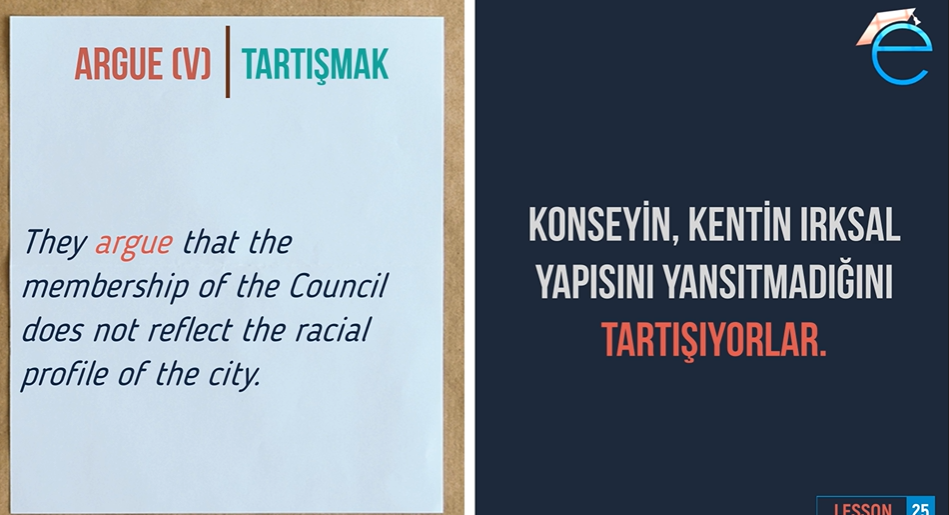 ARGUE (V) | TARTIŞMAK
They argue that the
membership of the Council
does not reflect the racial
profile of the city.
KONSEYİN, KENTİN IRKSAL
YAPISINI YANSITMADIĞINI
TARTIŞIYORLAR.
LESSON 25